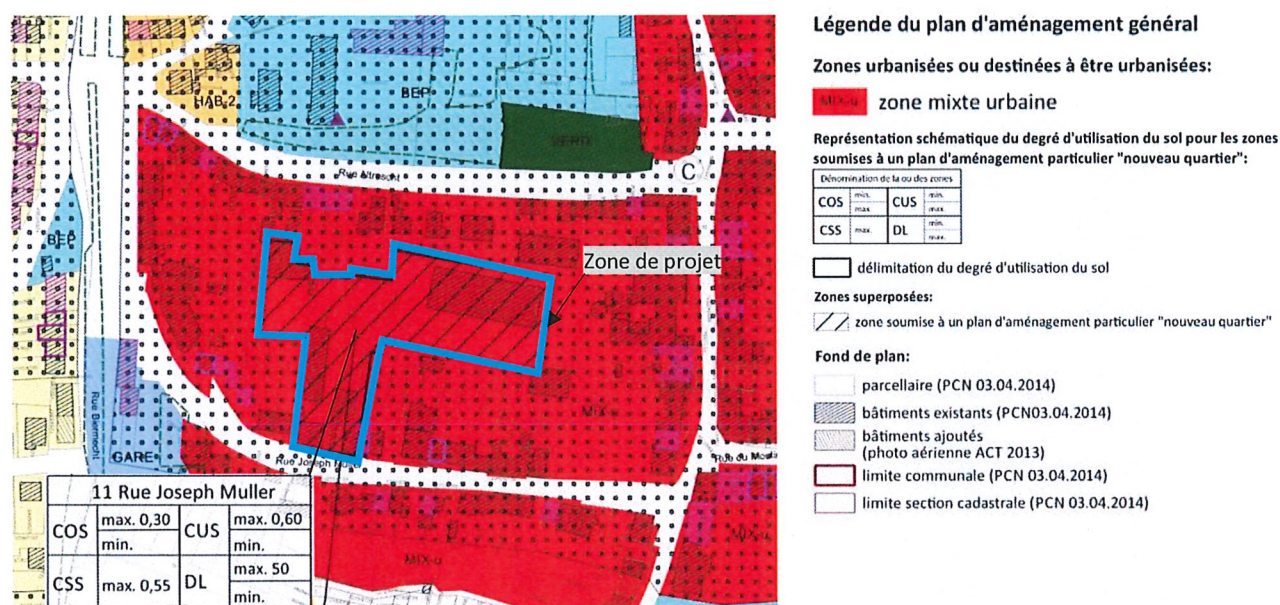 HAB-2
BEP
VERD
Rue Altrescht
C
BEP
Zone de projet
MIX-u
Rue Biermecht
GARE
Rue Joseph Mulle
Rue du Moulin
11 Rue Joseph Muller
COS max. 0,30 CUS max. 0,60
min. min.
CSS max. 0,55 DL max. 50
min.
MIX-u
MIX-u
Légende du plan d'aménagement général
Zones urbanisées ou destinées à être urbanisées:
MIX-u zone mixte urbaine
Représentation schématique du degré d'utilisation du sol pour les zones
soumises à un plan d'aménagement particulier "nouveau quartier":
Dénomination de la ou des zones
COS min. CUS min.
max. max.
CSS max. DL min.
max.
délimitation du degré d'utilisation du sol
Zones superposées:
zone soumise à un plan d'aménagement particulier "nouveau quartier"
Fond de plan:
parcellaire (PCN 03.04.2014)
bâtiments existants (PCN03.04.2014)
bâtiments ajoutés
(photo aérienne ACT 2013)
limite communale (PCN 03.04.2014)
limite section cadastrale (PCN 03.04.2014)